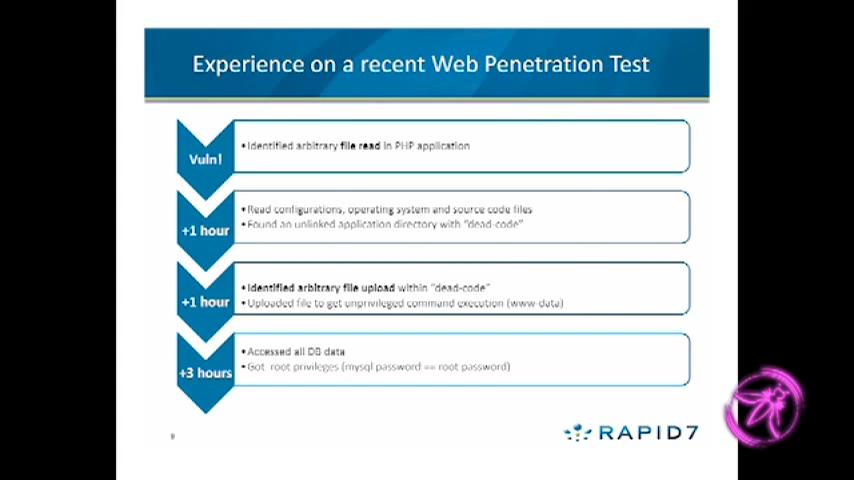 Experience on a recent Web Penetration Test
Vuln!
•Identified arbitrary file read in PHP application
+1 hour
•Read configurations, operating system and source code files
•Found an unlinked application directory with "dead-code"
+1 hour
•Identified arbitrary file upload within "dead-code"
•Uploaded file to get unprivileged command execution (www-data)
+3 hours
•Accessed all DB data
•Got root privileges (mysql password == root password)
9
RAPID7